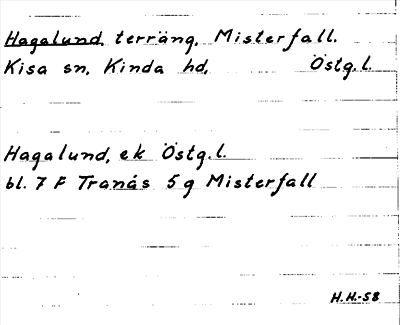 Hagalund, terräng, Misterfall.
Kisa sn, Kinda hd, Östg.l.
Hagalund, ek Östg.l.
bl. 7 F Tranås 5 g Misterfall
H.H.-58